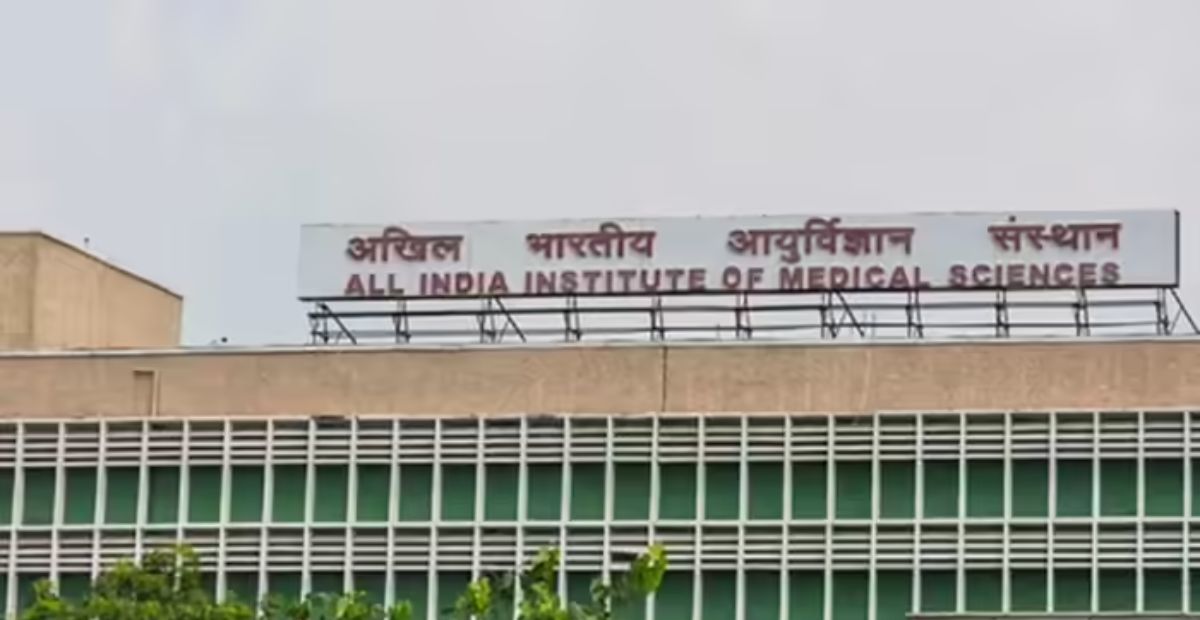 अखिल भारतीय आयुर्विज्ञान संस्थान
ALL INDIA INSTITUTE OF MEDICAL SCIENCES